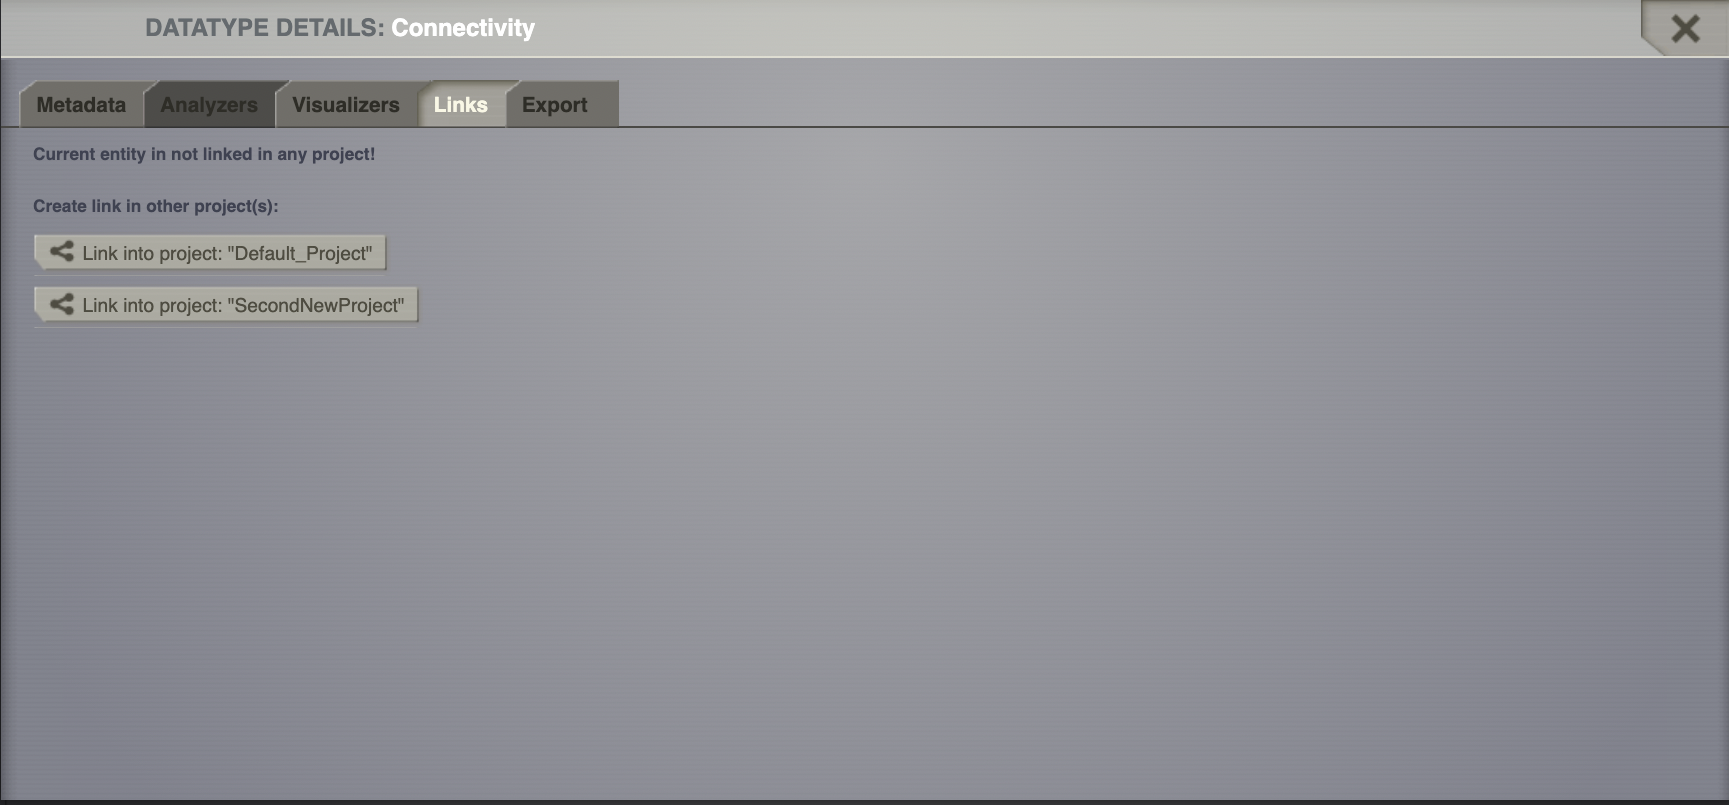 DATATYPE DETAILS: Connectivity
Metadata Analyzers Visualizers Links Export
Current entity in not linked in any project!
Create link in other project(s):
Link into project: "Default_Project"
Link into project: "SecondNewProject"